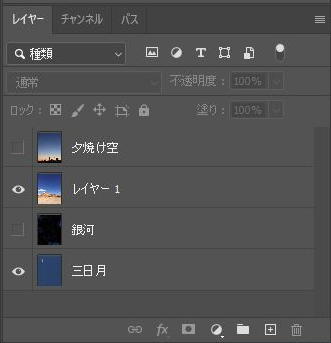 レイヤー チャンネル パス
種類 T
通常 不透明度： 100%
ロック： 塗り： 100%
夕焼け空
レイヤー 1
銀河
三日月
fx